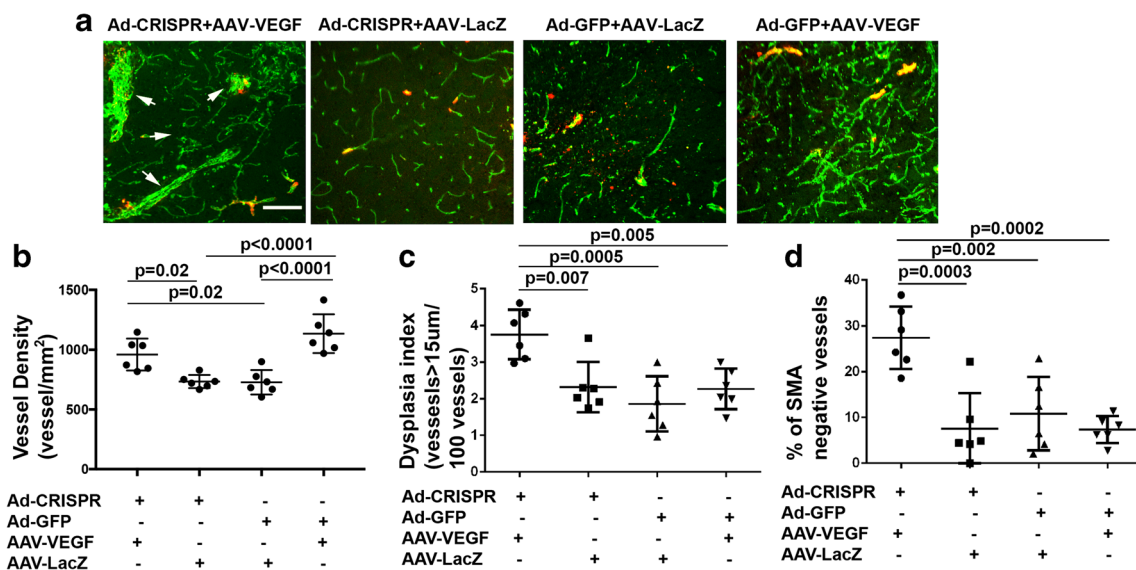 a
Ad-CRISPR+AAV-VEGF Ad-CRISPR+AAV-LacZ Ad-GFP+AAV-LacZ Ad-GFP+AAV-VEGF
b
p<0.0001
p=0.02 p<0.0001
p=0.02
Vessel Density
(vessel/mm²)
1500
1000
500
0
Ad-CRISPR + + - -
Ad-GFP - - + +
AAV-VEGF + - - +
AAV-LacZ - + + -
c
p=0.005
p=0.0005
p=0.007
Dysplasia index
(vessesls>15um/
100 vessels)
5
4
3
2
1
0
Ad-CRISPR + + - -
Ad-GFP - - + +
AAV-VEGF + - - +
AAV-LacZ - + + -
d
p=0.0002
p=0.002
p=0.0003
% of SMA
negative vessels
40
30
20
10
0
Ad-CRISPR + + - -
Ad-GFP - - + +
AAV-VEGF + - - +
AAV-LacZ - + + -